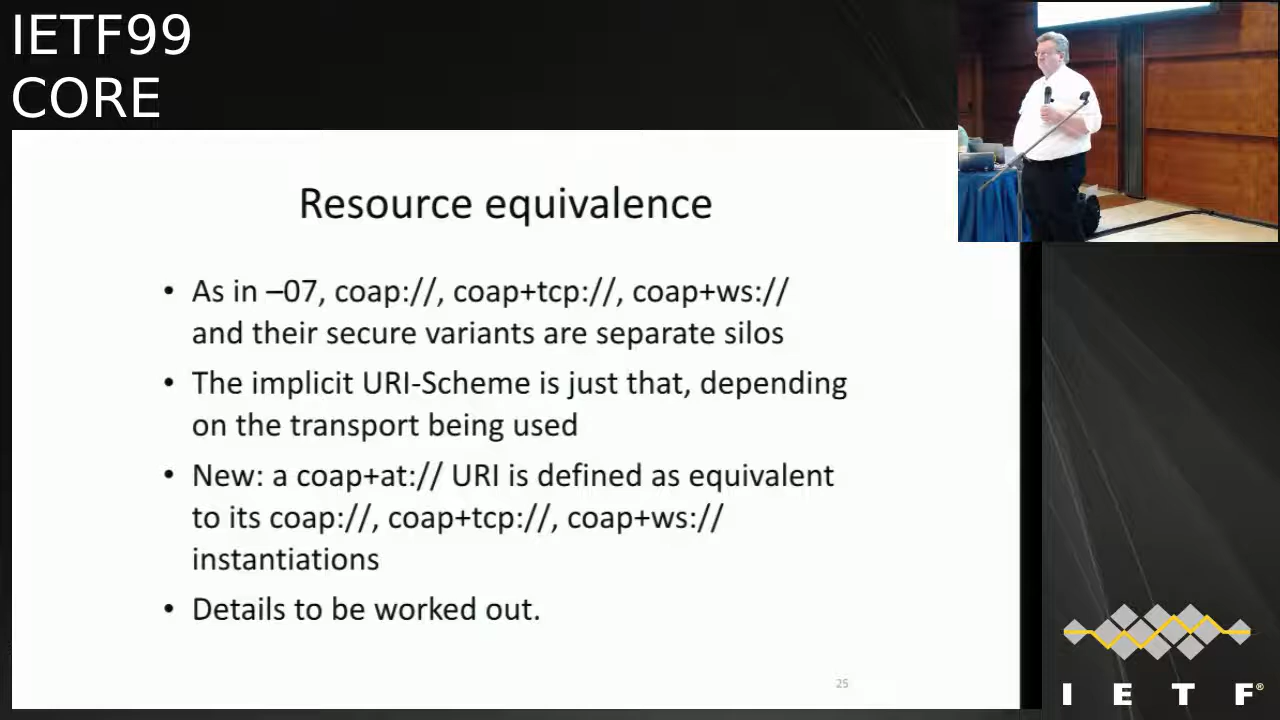 IETF99
CORE
Resource equivalence
• As in –07, coap://, coap+tcp://, coap+ws://
and their secure variants are separate silos
• The implicit URI-Scheme is just that, depending
on the transport being used
• New: a coap+at:// URI is defined as equivalent
to its coap://, coap+tcp://, coap+ws://
instantiations
• Details to be worked out.
25
I E T F®